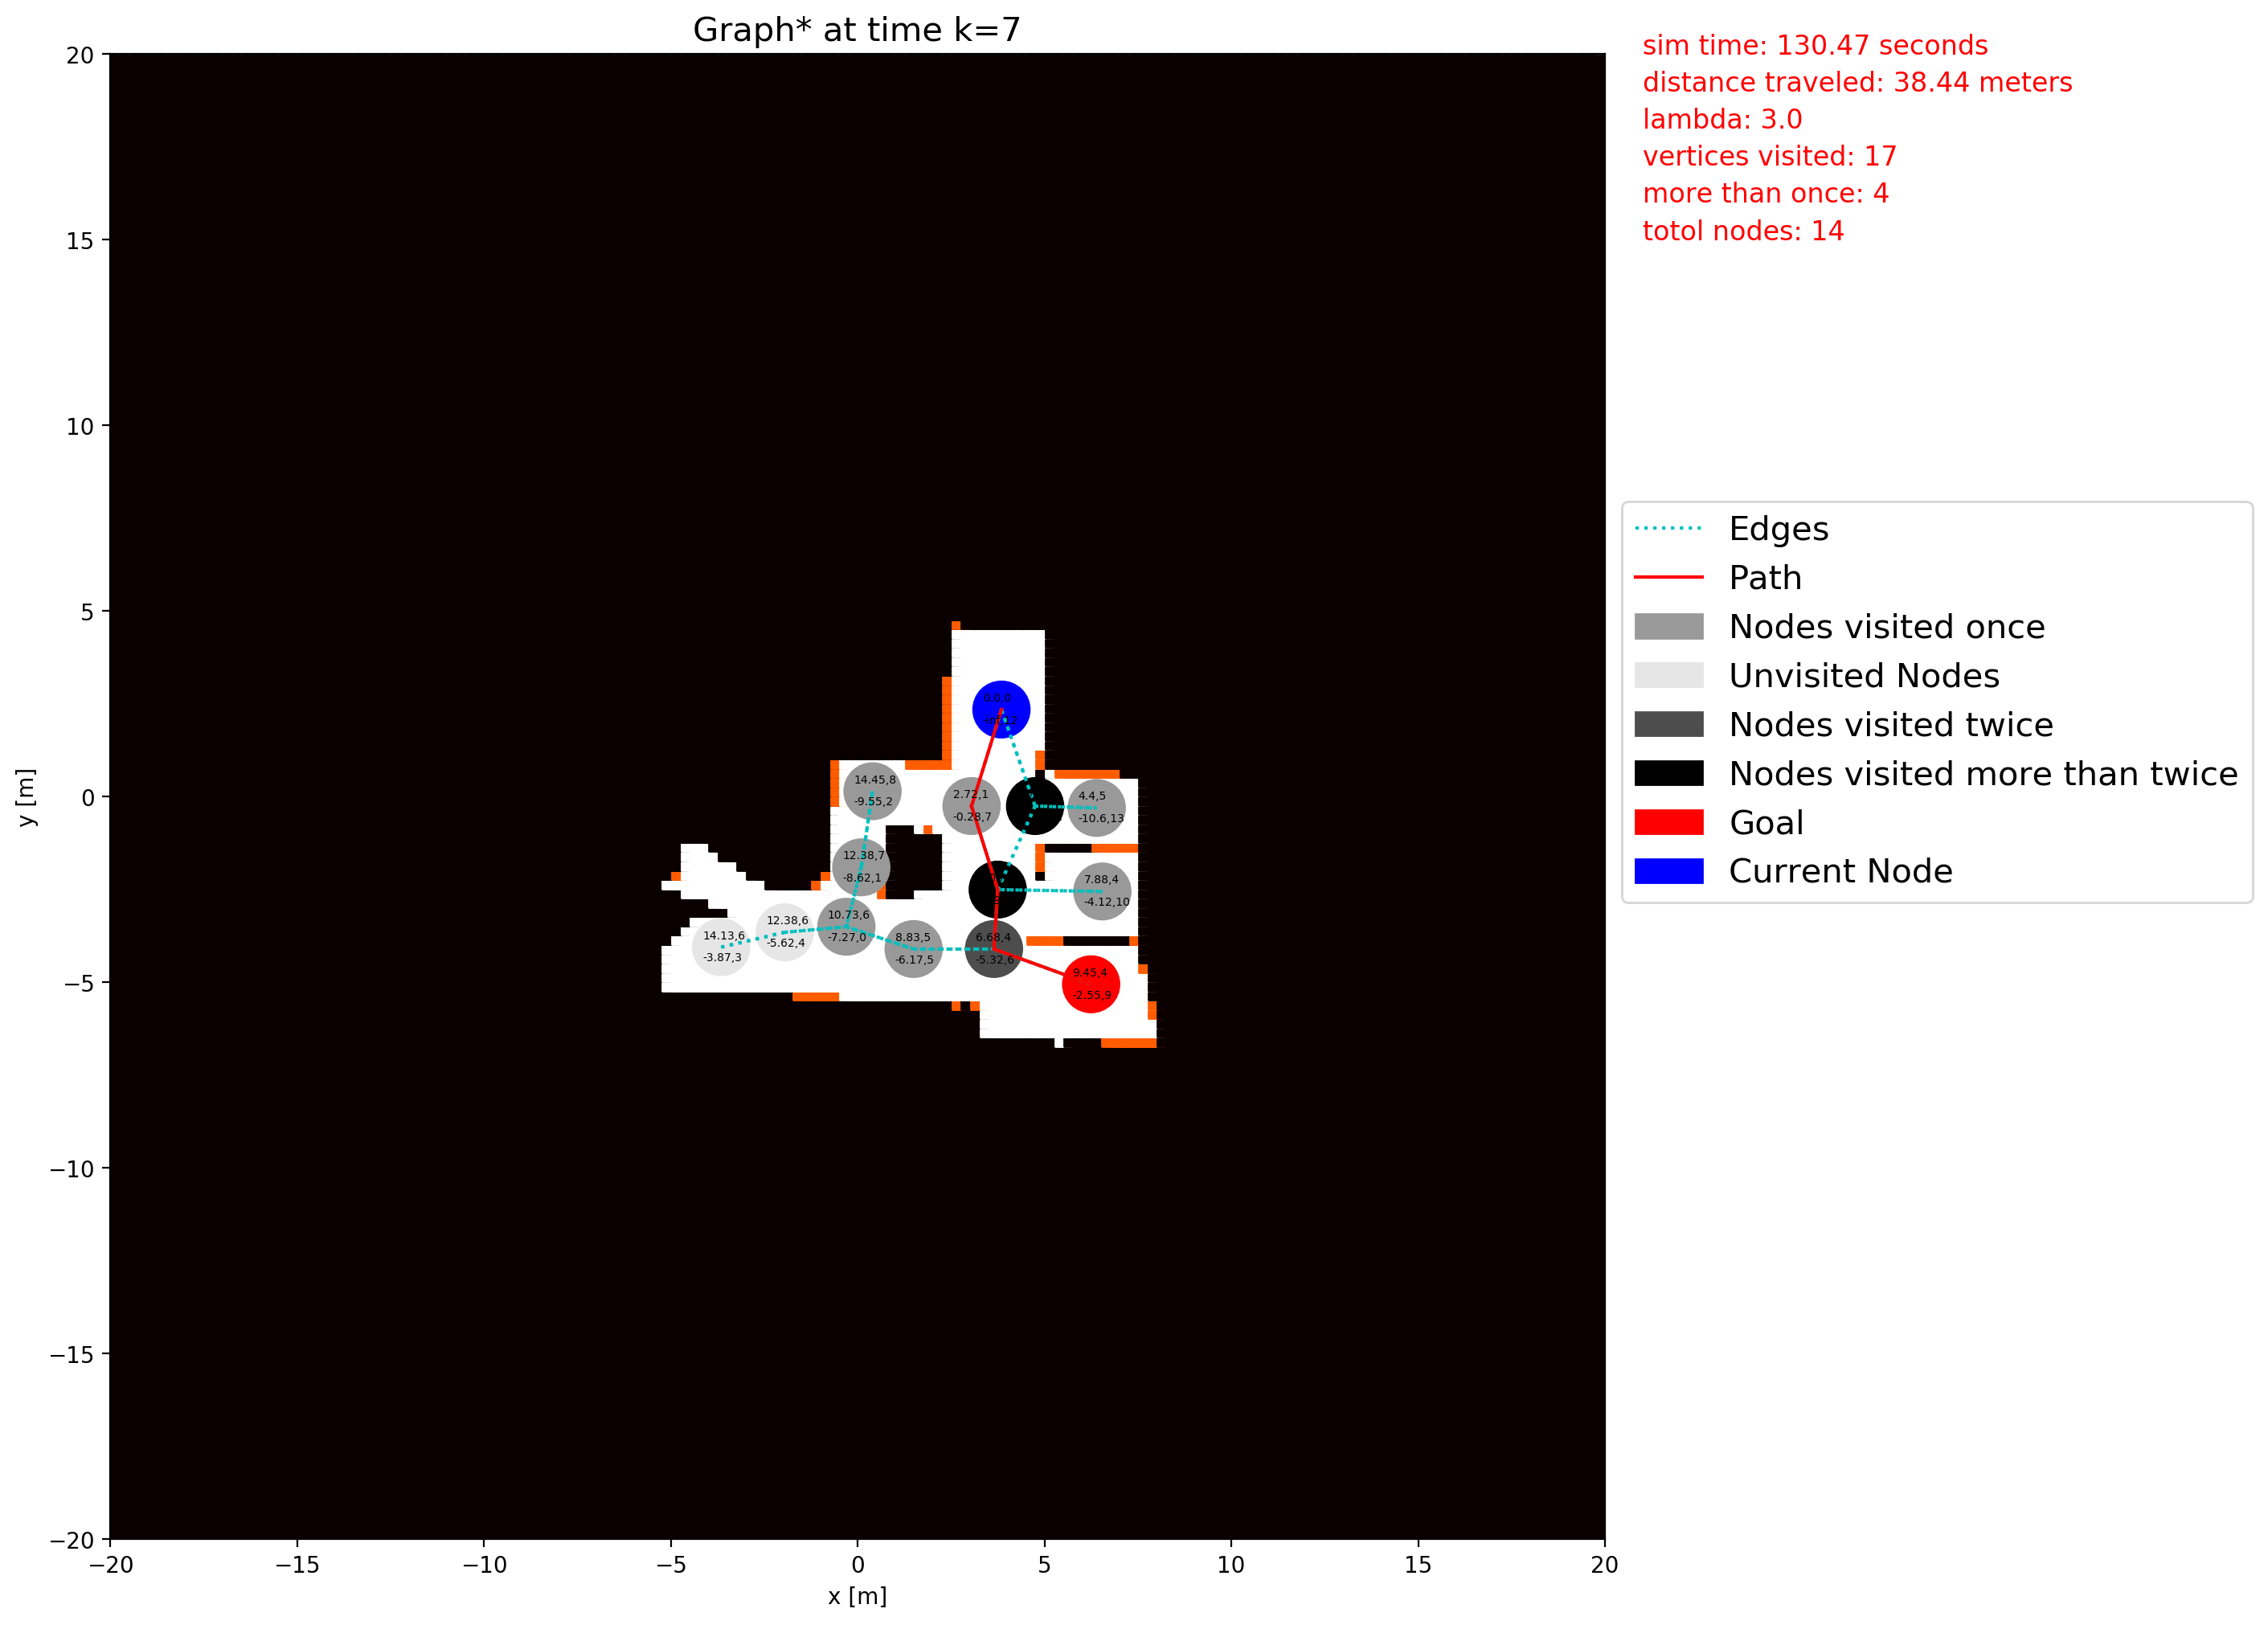 Graph* at time k=7
sim time: 130.47 seconds
distance traveled: 38.44 meters
lambda: 3.0
vertices visited: 17
more than once: 4
totol nodes: 14
Edges
Path
Nodes visited once
Unvisited Nodes
Nodes visited twice
Nodes visited more than twice
Goal
Current Node
20
15
10
5
0
−5
−10
−15
−20
y [m]
−20
−15
−10
−5
0
5
10
15
20
x [m]
0.0,0
14.45,8
-9.55,2
2.72,1
-0.28,7
4.4,5
-10.6,13
12.38,7
-8.62,1
7.88,4
-4.12,10
14.13,6
-3.87,3
12.38,6
-5.62,4
10.73,6
-7.27,0
8.83,5
-6.17,5
6.68,4
-5.32,6
9.45,4
-2.55,9